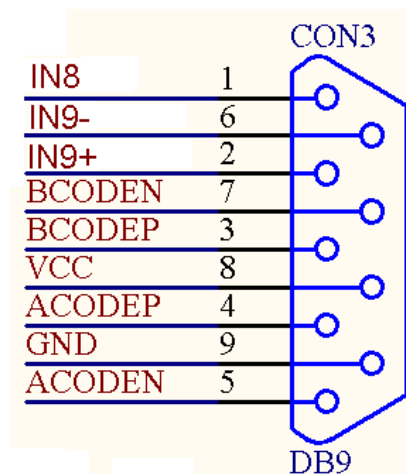 CON3
IN8 1
IN9- 6
IN9+ 2
BCODEN 7
BCODEP 3
VCC 8
ACODEP 4
GND 9
ACODEN 5
DB9